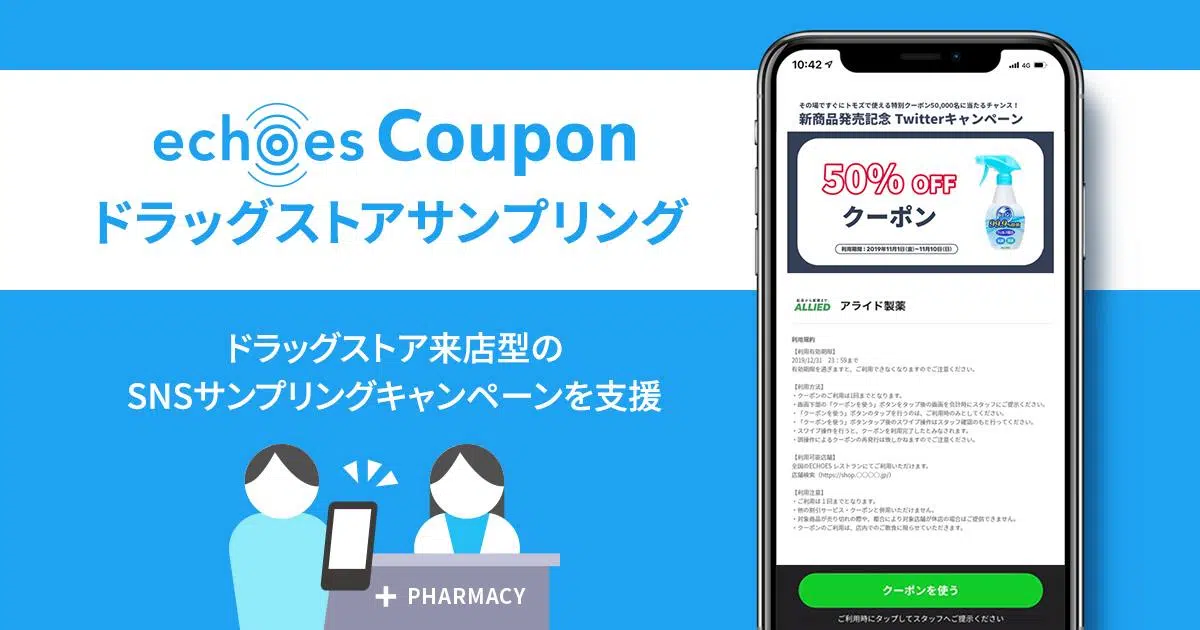 echoes Coupon
ドラッグストアサンプリング
ドラッグストア来店型の
SNSサンプリングキャンペーンを支援
+ PHARMACY
10:42
4G
その場ですぐにトモズで使える特別クーポン50,000名に当たるチャンス！
新商品発売記念 Twitterキャンペーン
50% OFF
クーポン
利用期間：2019年11月1日(金)~11月10日(日)
99.9%除菌
ALLIED アライド製薬
利用規約
【利用有効期限】
2019/12/31 23：59まで
有効期限を過ぎますと、ご利用できなくなりますのでご注意ください。
【利用方法】
・クーポンのご利用は1回までとなります。
・画面下部の「クーポンを使う」ボタンをタップ後の画面を会計時にスタッフにご提示ください。
・「クーポンを使う」ボタンのタップを行うのは、ご利用時のみとしてください。
・「クーポンを使う」ボタンタップ後のスワイプ操作はスタッフ確認のもと行ってください。
・スワイプ操作を行うと、クーポンを利用完了したとみなされます。
・誤操作によるクーポンの再発行は致しかねますのでご注意ください。
【利用可能店舗】
全国のECHOES レストランにてご利用いただけます。
店舗検索（https://shop.〇〇〇〇.jp/）
【利用注意】
・ご利用は１回までとなります。
・他の割引サービス・クーポンと併用いただけません。
・対象商品が売り切れの際や、都合により対象店舗が休店の場合はご提供できません。
・クーポンのご利用は、店内でのご飲食に限らせていただきます。
クーポンを使う
ご利用時にタップしてスタッフへご提示ください